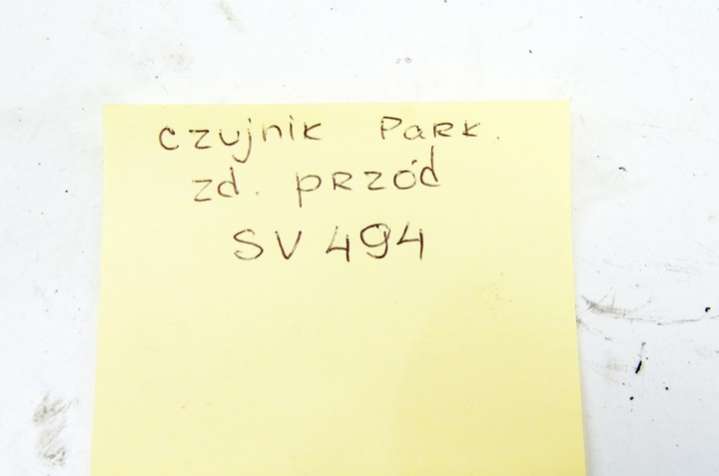 Czujnik Park.
zd. przód
SV 494